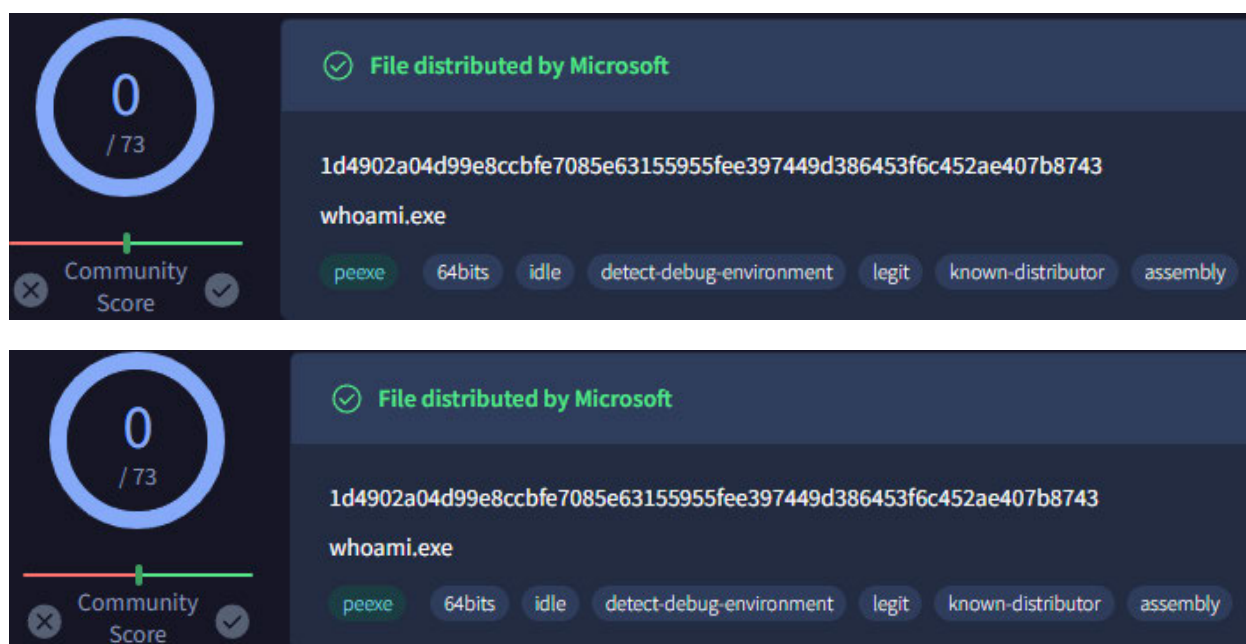 0
/ 73
Community
Score
File distributed by Microsoft
1d4902a04d99e8ccbfe7085e63155955fee397449d386453f6c452ae407b8743
whoami.exe
peexe 64bits idle detect-debug-environment legit known-distributor assembly
0
/ 73
Community
Score
File distributed by Microsoft
1d4902a04d99e8ccbfe7085e63155955fee397449d386453f6c452ae407b8743
whoami.exe
peexe 64bits idle detect-debug-environment legit known-distributor assembly